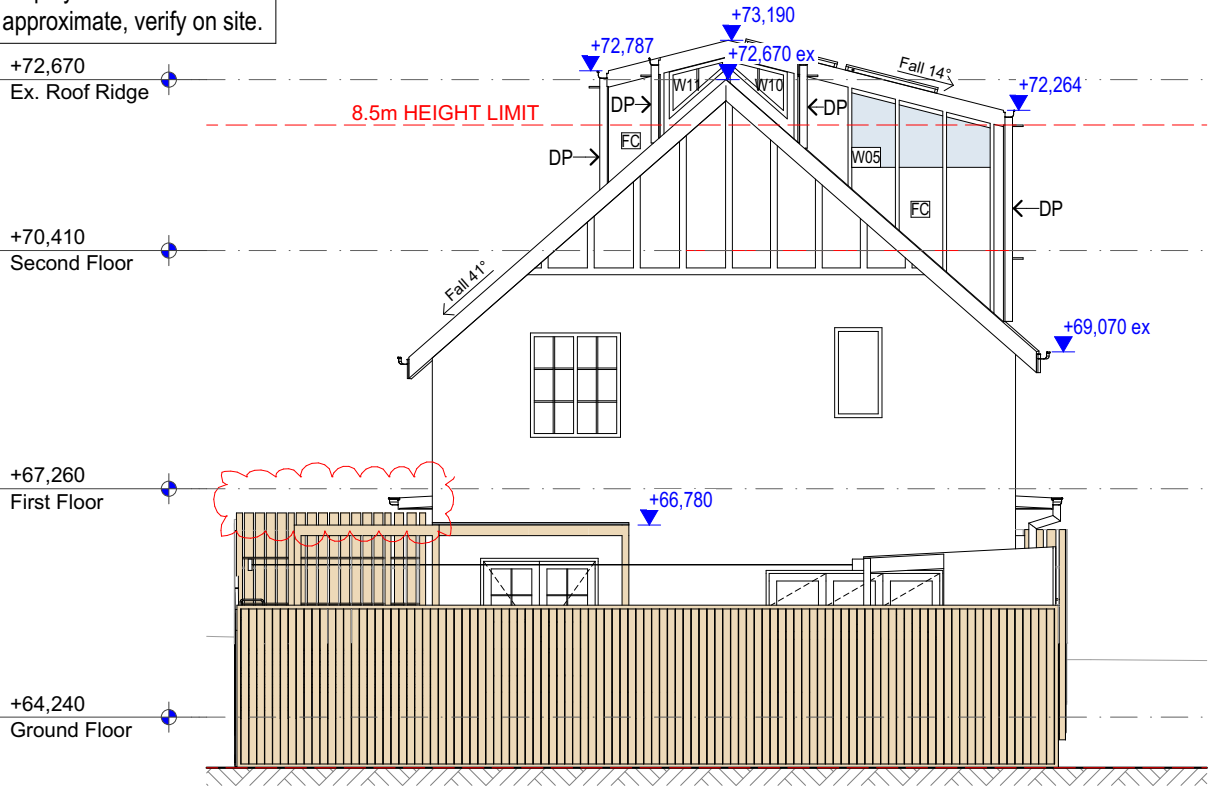 approximate, verify on site.
+73,190
+72,787
+72,670 ex
+72,670
Ex. Roof Ridge
Fall 14°
W11
W10
+72,264
8.5m HEIGHT LIMIT
DP
DP
FC
DP
W05
FC
DP
+70,410
Second Floor
Fall 41°
+69,070 ex
+67,260
First Floor
+66,780
+64,240
Ground Floor